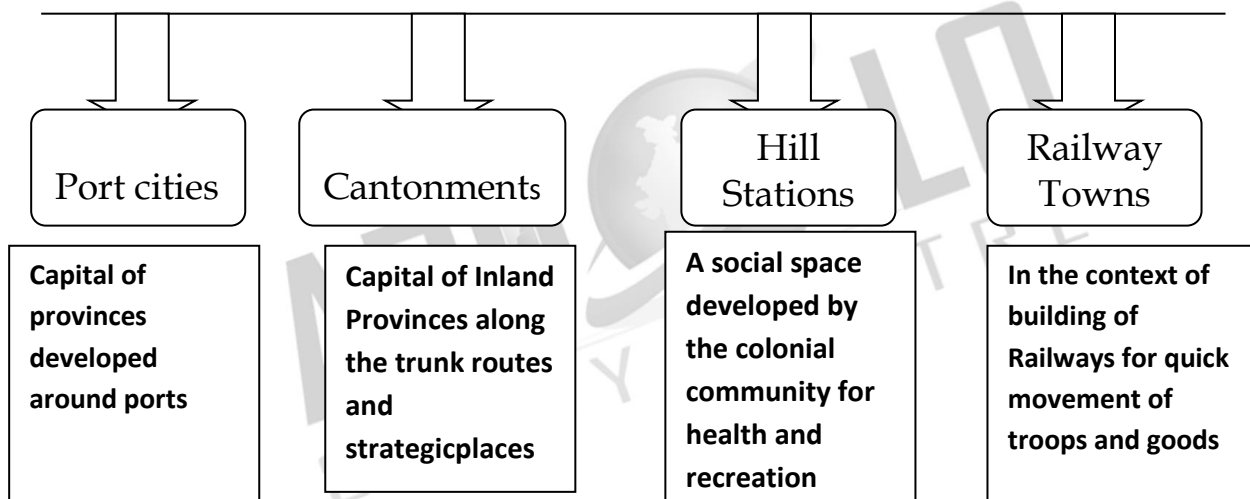 Port cities
Cantonments
Hill
Stations
Railway
Towns
Capital of
provinces
developed
around ports
Capital of Inland
Provinces along
the trunk routes
and
strategicplaces
A social space
developed by
the colonial
community for
health and
recreation
In the context of
building of
Railways for quick
movement of
troops and goods